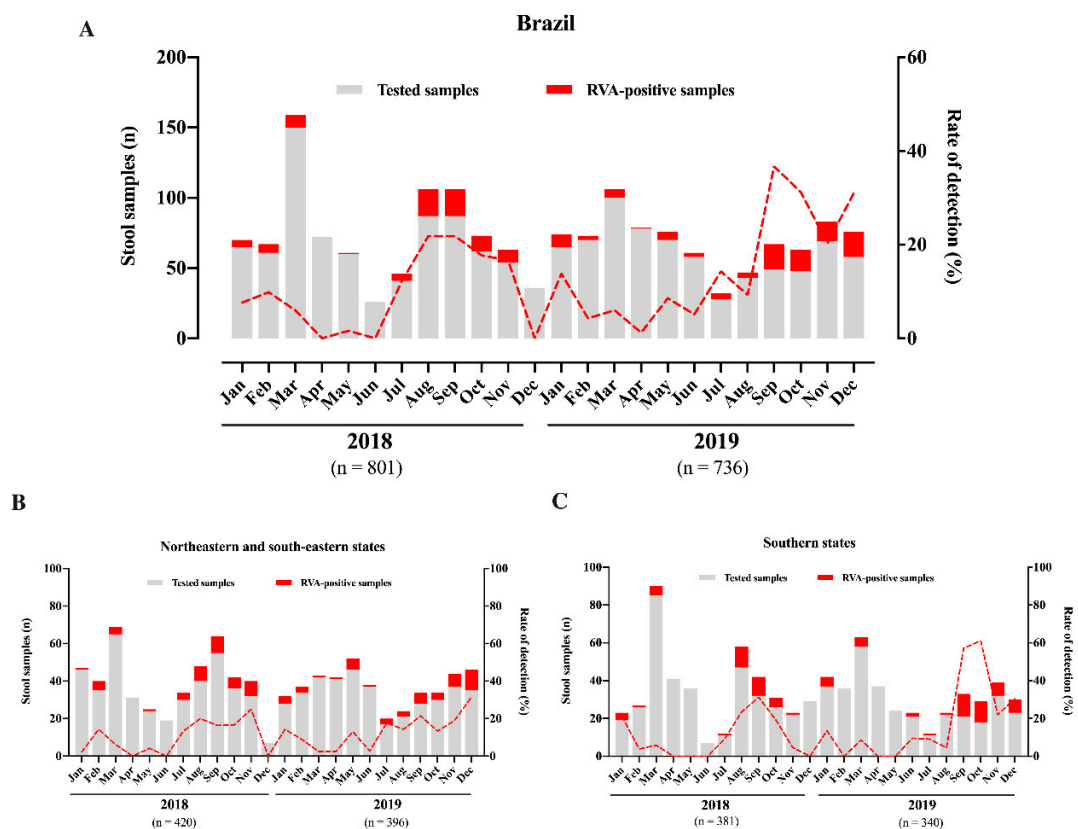 A
Brazil
Tested samples
RVA-positive samples
Stool samples (n)
200
150
100
50
0
Rate of detection (%)
60
40
20
0
Jan Feb Mar Apr May Jun Jul Aug Sep Oct Nov Dec Jan Feb Mar Apr May Jun Jul Aug Sep Oct Nov Dec
2018 2019
(n = 801) (n = 736)
B
Northeastern and south-eastern states
Tested samples
RVA-positive samples
Stool samples (n)
100
80
60
40
20
0
Rate of detection (%)
100
80
60
40
20
0
Jan Feb Mar Apr May Jun Jul Aug Sep Oct Nov Dec Jan Feb Mar Apr May Jun Jul Aug Sep Oct Nov Dec
2018 2019
(n = 420) (n = 396)
C
Southern states
Tested samples
RVA-positive samples
Stool samples (n)
100
80
60
40
20
0
Rate of detection (%)
100
80
60
40
20
0
Jan Feb Mar Apr May Jun Jul Aug Sep Oct Nov Dec Jan Feb Mar Apr May Jun Jul Aug Sep Oct Nov Dec
2018 2019
(n = 381) (n = 340)